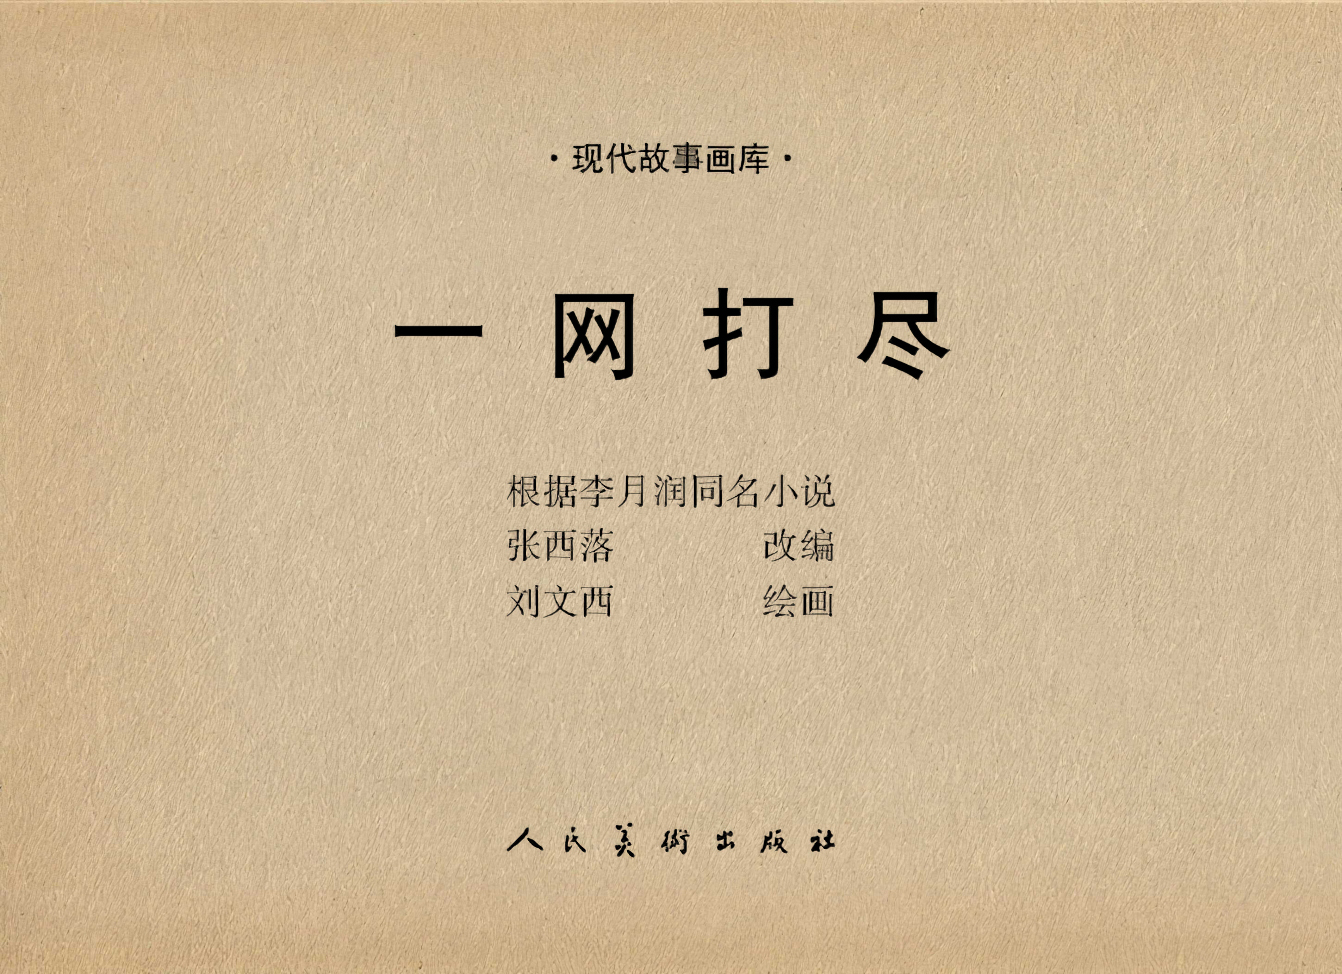 ·现代故事画库·
一网打尽
根据李月润同名小说
张西落 改编
刘文西 绘画
人民美術出版社